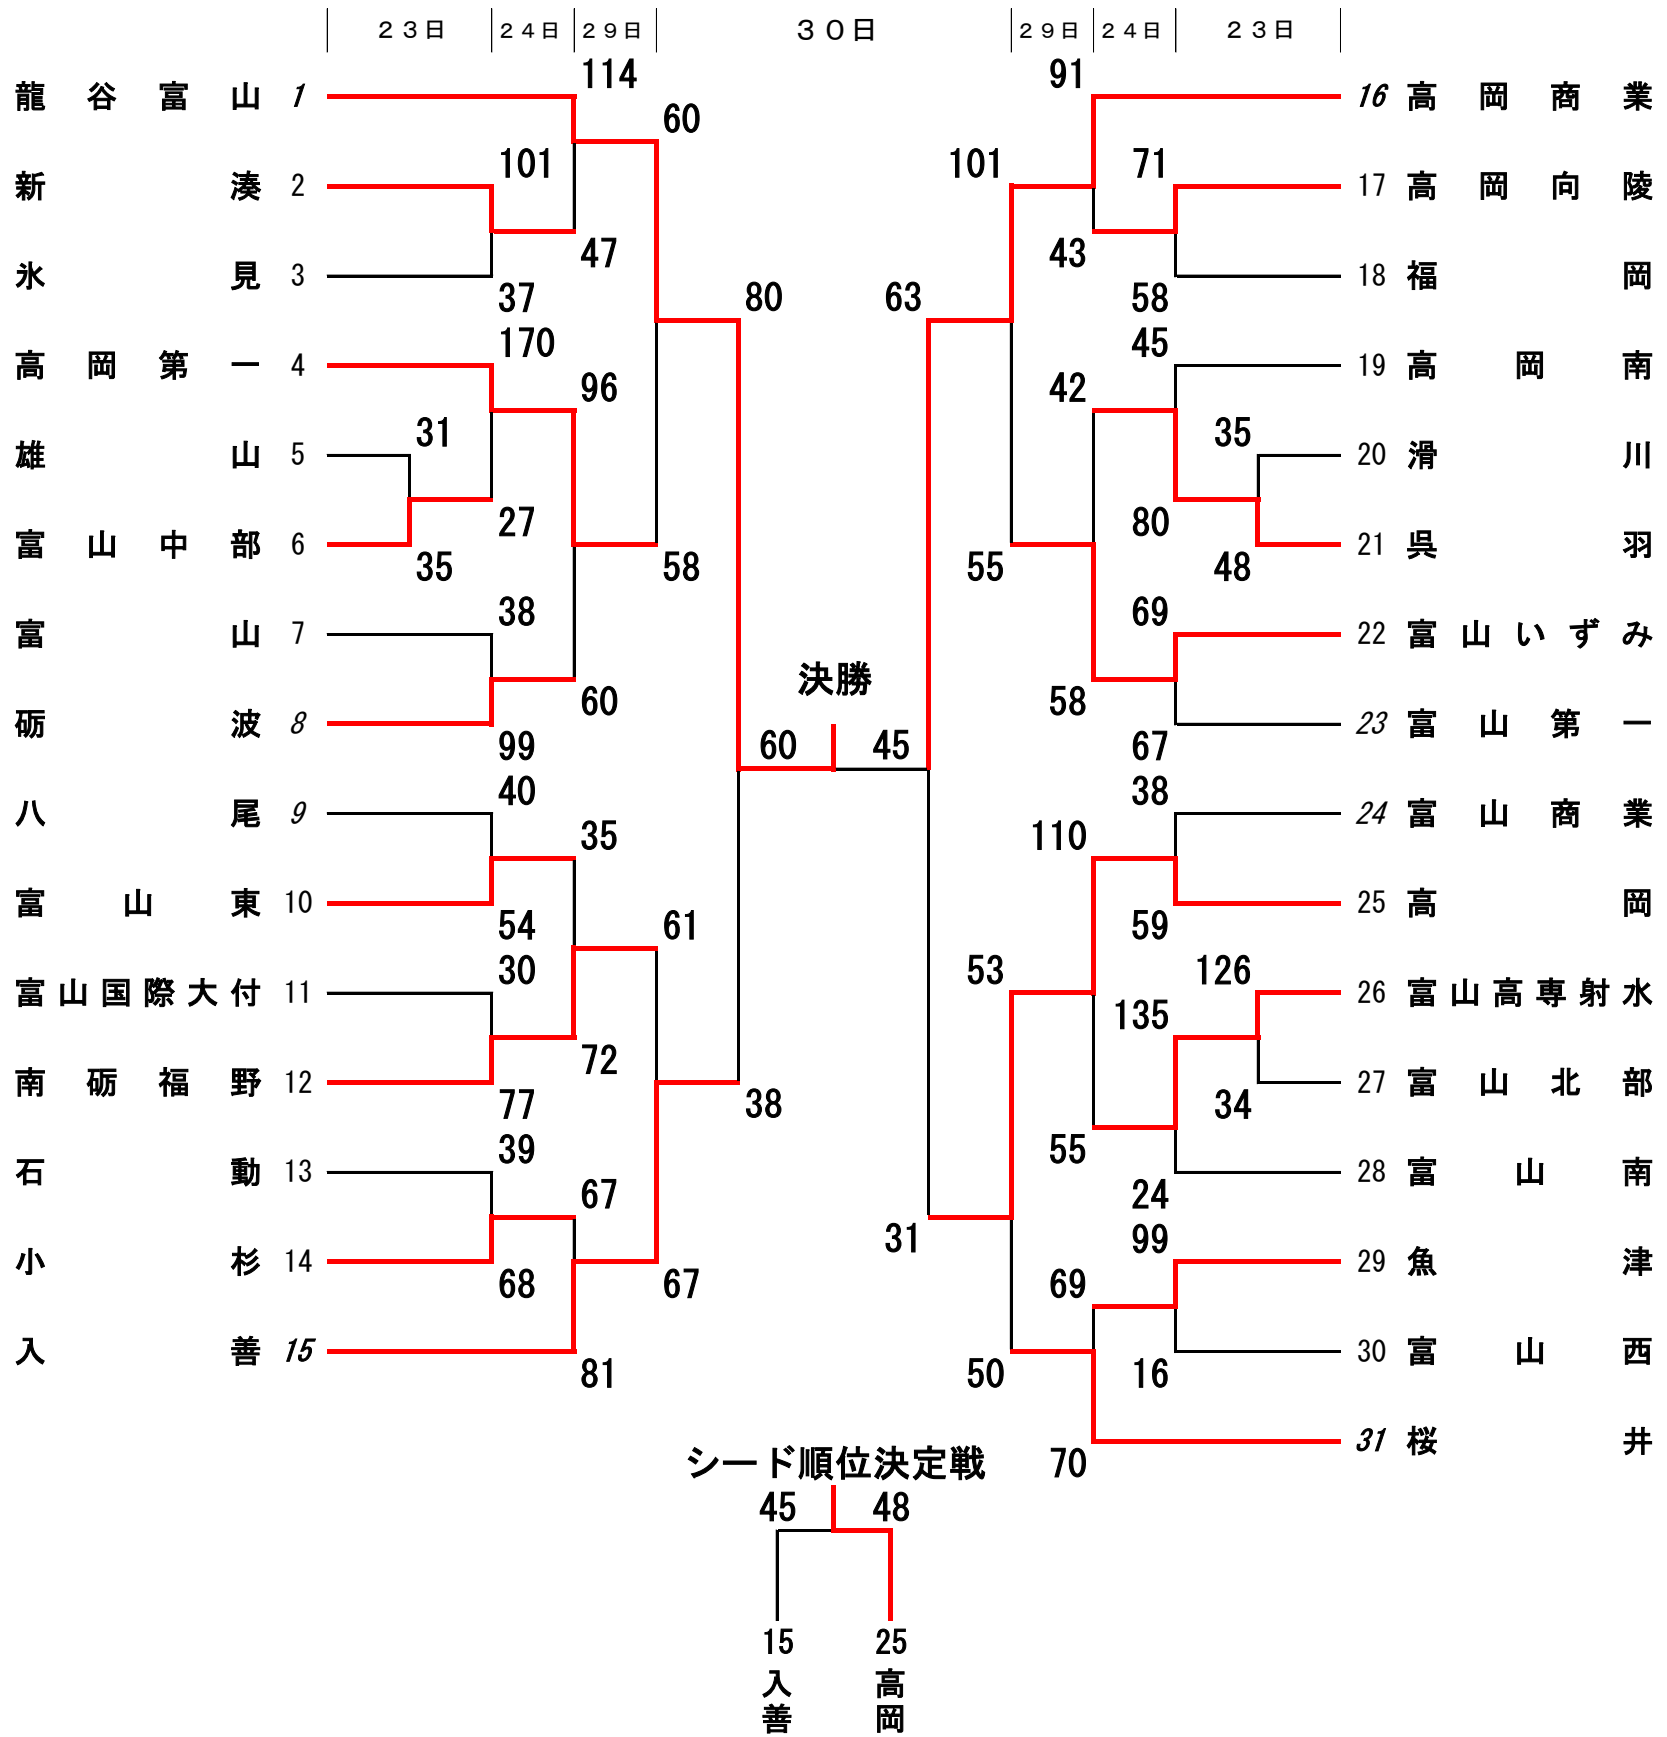 ２３日 ２４日 ２９日 ３０日 ２９日 ２４日 ２３日
114 91
龍谷富山 1 16 高岡商業
60
101 101 71
新湊 2 17 高岡向陵
47 43
氷見 3 18 福岡
37 80 63 58
170 45
高岡第一 4 19 高岡南
96 42
31 35
雄山 5 20 滑川
27 80
富山中部 6 21 呉羽
35 58 55 48
38 69
富山 7 22 富山いずみ
決勝
60 58
砺波 8 23 富山第一
99 60 45 67
40 38
八尾 9 24 富山商業
35 110
富山東 10 25 高岡
54 61 59
30 53 126
富山国際大付 11 26 富山高専射水
135
72
南砺福野 12 27 富山北部
77 38 34
39 55
石動 13 28 富山南
67 24
31 99
小杉 14 29 魚津
68 67 69
入善 15 30 富山西
81 50 16
31 桜井
シード順位決定戦 70
45 48
15 25
入善 高岡